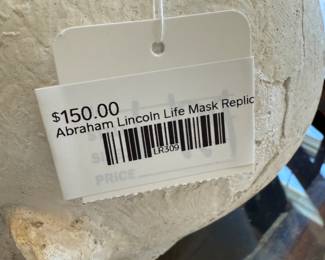 $150.00
Abraham Lincoln Life Mask Replic
LR309
PRICE